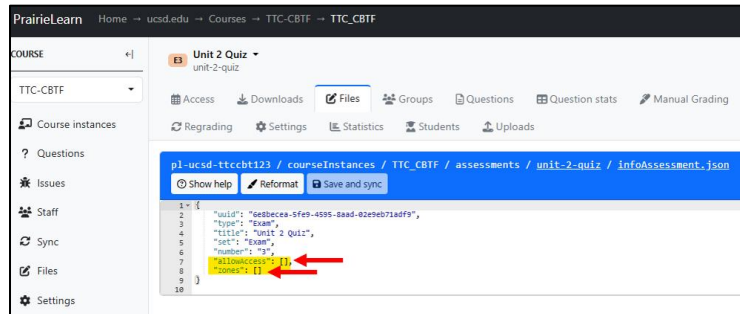 PrairieLearn Home → ucsd.edu → Courses → TTC-CBTF → TTC_CBTF
COURSE
TTC-CBTF
Course instances
Questions
Issues
Staff
Sync
Files
Settings
E3 Unit 2 Quiz
unit-2-quiz
Access Downloads Files Groups Questions Question stats Manual Grading
Regrading Settings Statistics Students Uploads
pl-ucsd-ttccbt123 / courseInstances / TTC_CBTF / assessments / unit-2-quiz / infoAssessment.json
Show help Reformat Save and sync
1 {
2 "uuid": "6e8becea-5fe9-4595-8aad-02e9eb71adf9",
3 "type": "Exam",
4 "title": "Unit 2 Quiz",
5 "set": "Exam",
6 "number": "3",
7 "allowAccess": [],
8 "zones": []
9 }
10